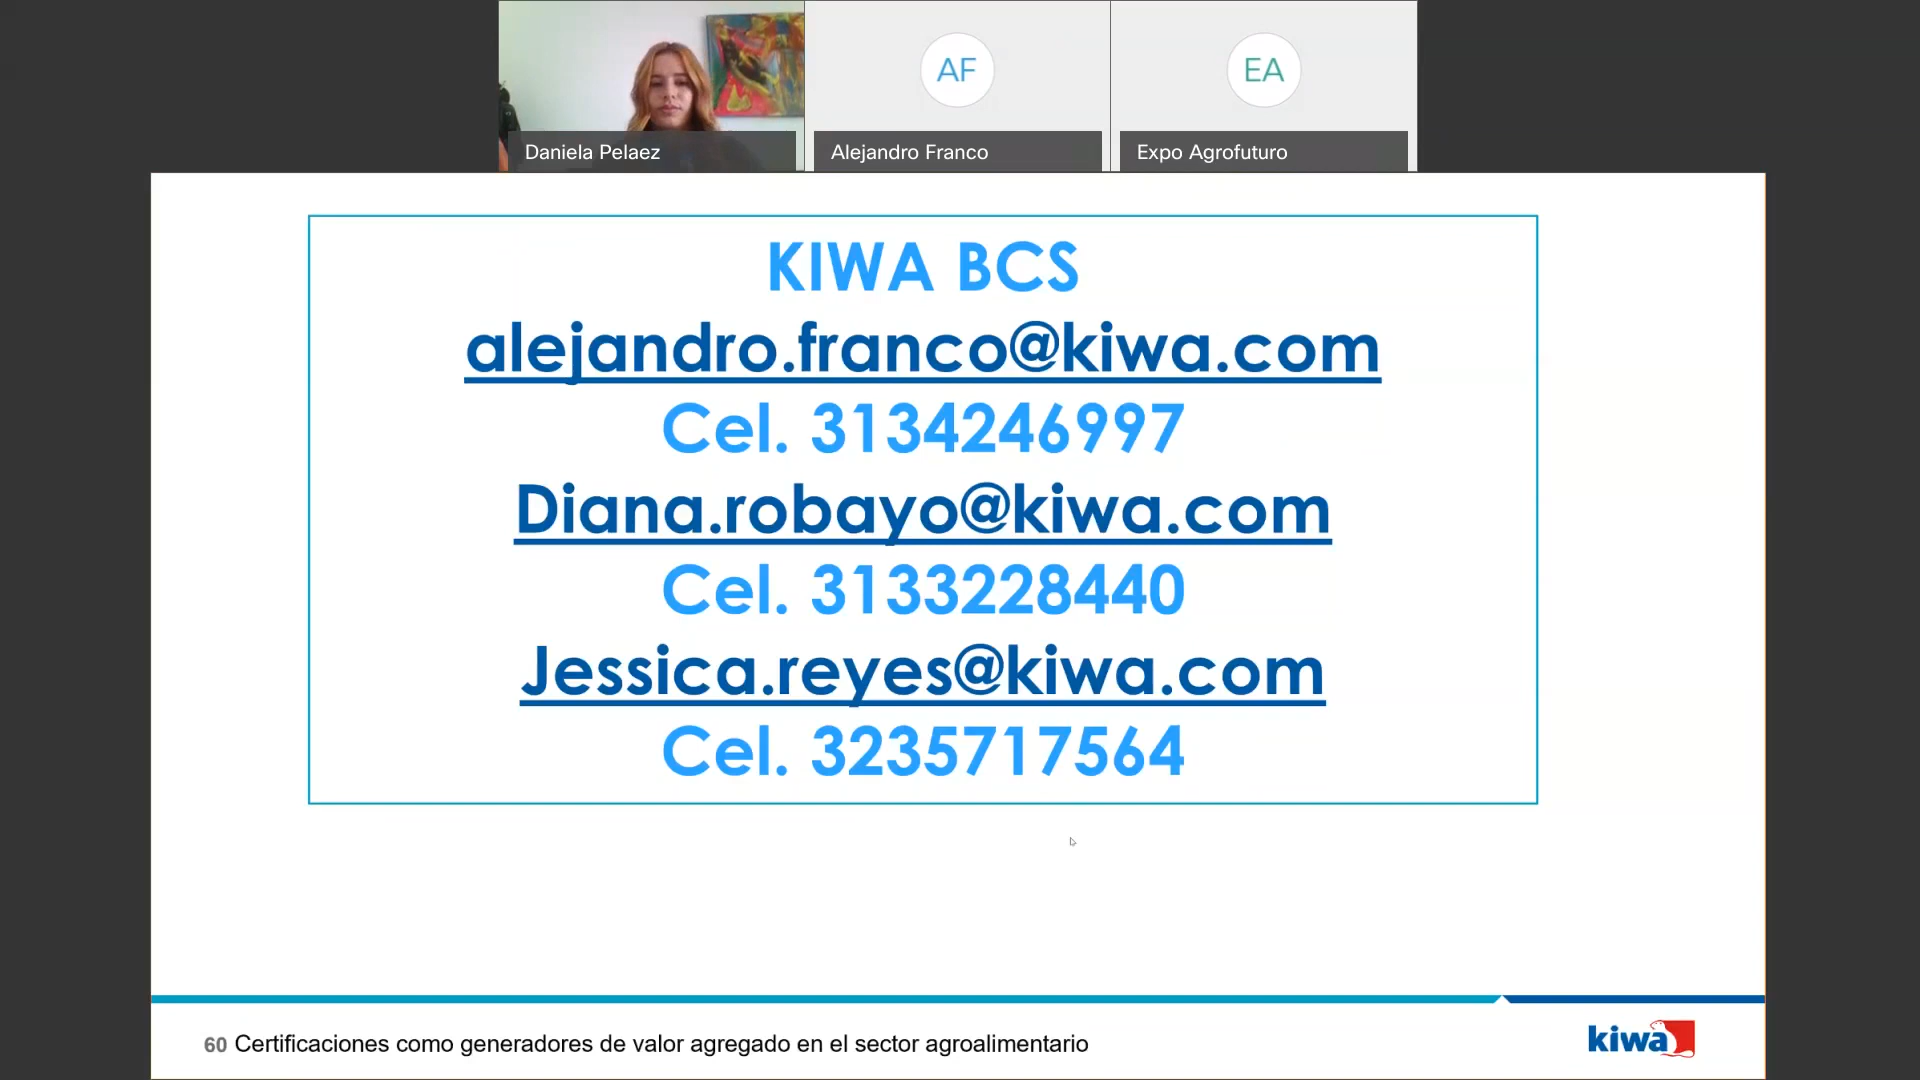 AF
EA
Daniela Pelaez
Alejandro Franco
Expo Agrofuturo
KIWA BCS
alejandro.franco@kiwa.com
Cel. 3134246997
Diana.robayo@kiwa.com
Cel. 3133228440
Jessica.reyes@kiwa.com
Cel. 3235717564
60 Certificaciones como generadores de valor agregado en el sector agroalimentario
kiwa